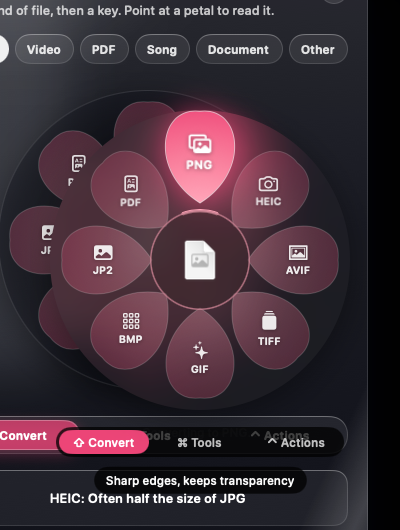 nd of file, then a key. Point at a petal to read it.
Video
PDF
Song
Document
Other
PNG
PDF
HEIC
JP2
AVIF
BMP
TIFF
GIF
Convert
ools
^ Actions
⇧ Convert
⌘ Tools
^ Actions
Sharp edges, keeps transparency
HEIC: Often half the size of JPG